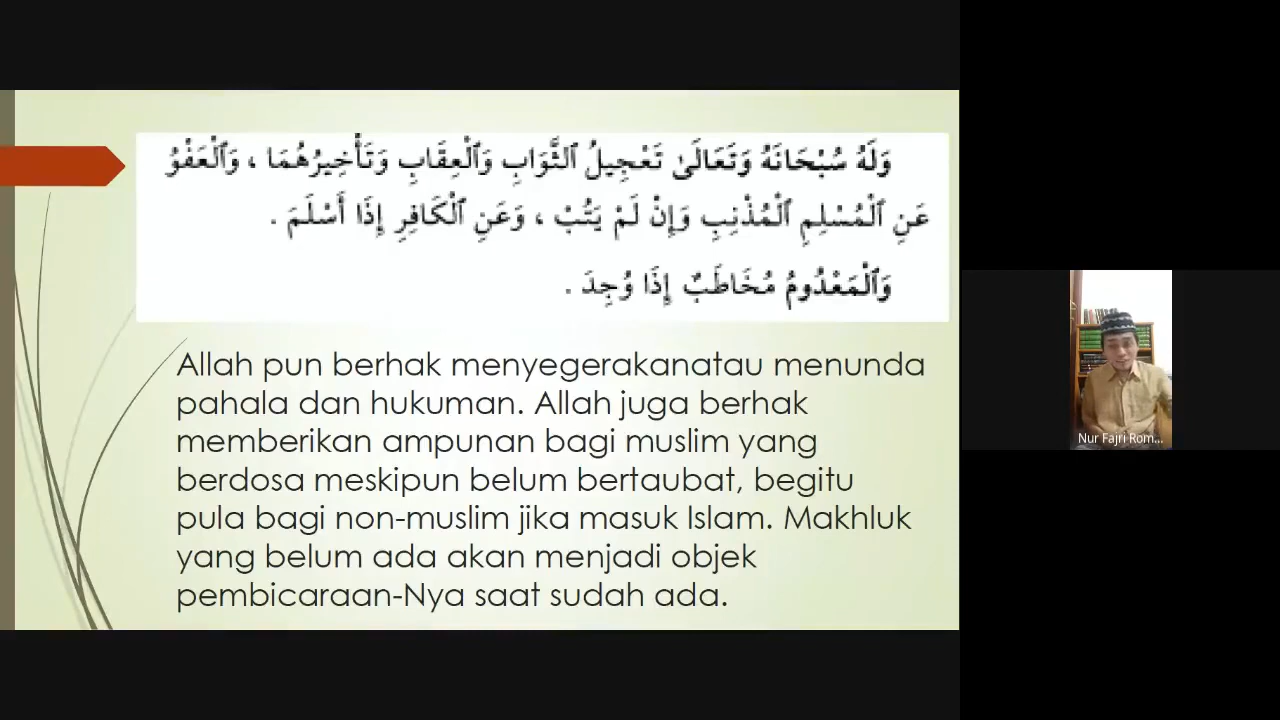 وَلَهُ سُبْحَانَهُ وَتَعَالَىٰ تَعْجِيلُ ٱلثَّوَابِ وَٱلْعِقَابِ وَتَأْخِيرُهُمَا ، وَٱلْعَفْوُ
عَنِ ٱلْمُسْلِمِ ٱلْمُذْنِبِ وَإِنْ لَمْ يَتُبْ ، وَعَنِ ٱلْكَافِرِ إِذَا أَسْلَمَ .
وَٱلْمَعْدُومُ مُخَاطَبٌ إِذَا وُجِدَ .
Allah pun berhak menyegerakanatau menunda
pahala dan hukuman. Allah juga berhak
memberikan ampunan bagi muslim yang
berdosa meskipun belum bertaubat, begitu
pula bagi non-muslim jika masuk Islam. Makhluk
yang belum ada akan menjadi objek
pembicaraan-Nya saat sudah ada.
Nur Fajri Rom...